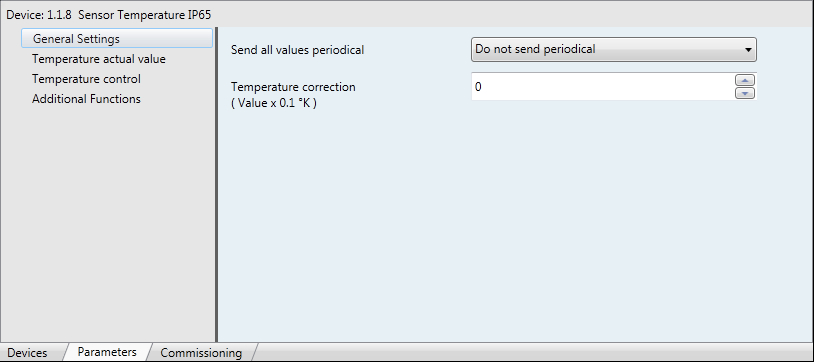 Device: 1.1.8 Sensor Temperature IP65
General Settings
Temperature actual value
Temperature control
Additional Functions
Send all values periodical
Do not send periodical
Temperature correction
( Value x 0.1 °K )
0
Devices
Parameters
Commissioning